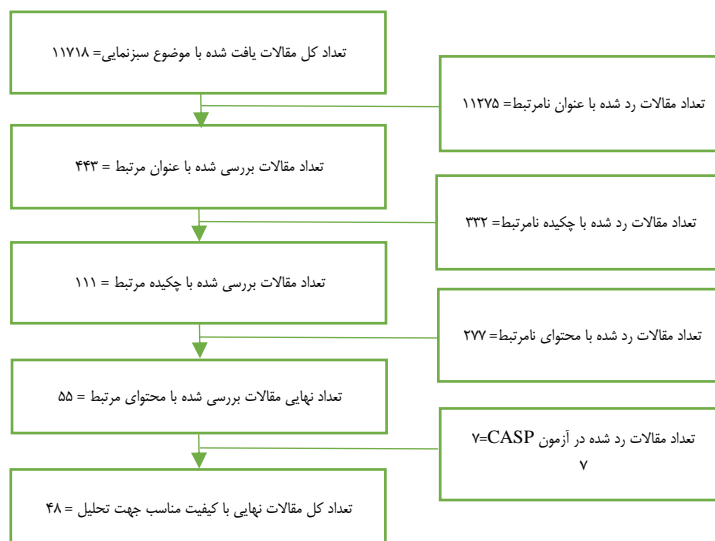 تعداد کل مقالات یافت شده با موضوع سبزنمایی= ۱۱۷۱۸
تعداد مقالات رد شده با عنوان نامرتبط= ۱۱۲۷۵
تعداد مقالات بررسی شده با عنوان مرتبط = ۴۴۳
تعداد مقالات رد شده با چکیده نامرتبط= ۳۳۲
تعداد مقالات بررسی شده با چکیده مرتبط = ۱۱۱
تعداد مقالات رد شده با محتوای نامرتبط= ۲۷۷
تعداد نهایی مقالات بررسی شده با محتوای مرتبط = ۵۵
تعداد مقالات رد شده در آزمون CASP=۷
۷
تعداد کل مقالات نهایی با کیفیت مناسب جهت تحلیل = ۴۸